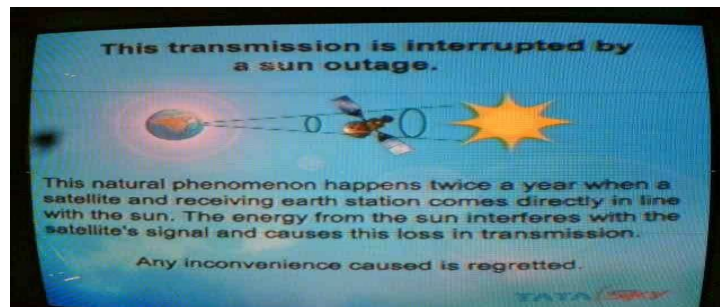 This transmission is interrupted by
a sun outage.
This natural phenomenon happens twice a year when a
satellite and receiving earth station comes directly in line
with the sun. The energy from the sun interferes with the
satellite's signal and causes this loss in transmission.
Any inconvenience caused is regretted.
TATA Sky